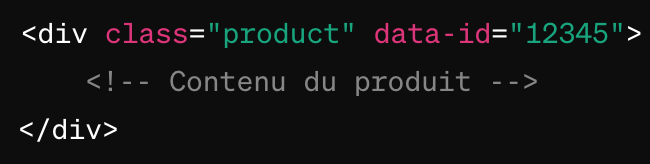 <div class="product" data-id="12345">
    <!-- Contenu du produit -->
</div>